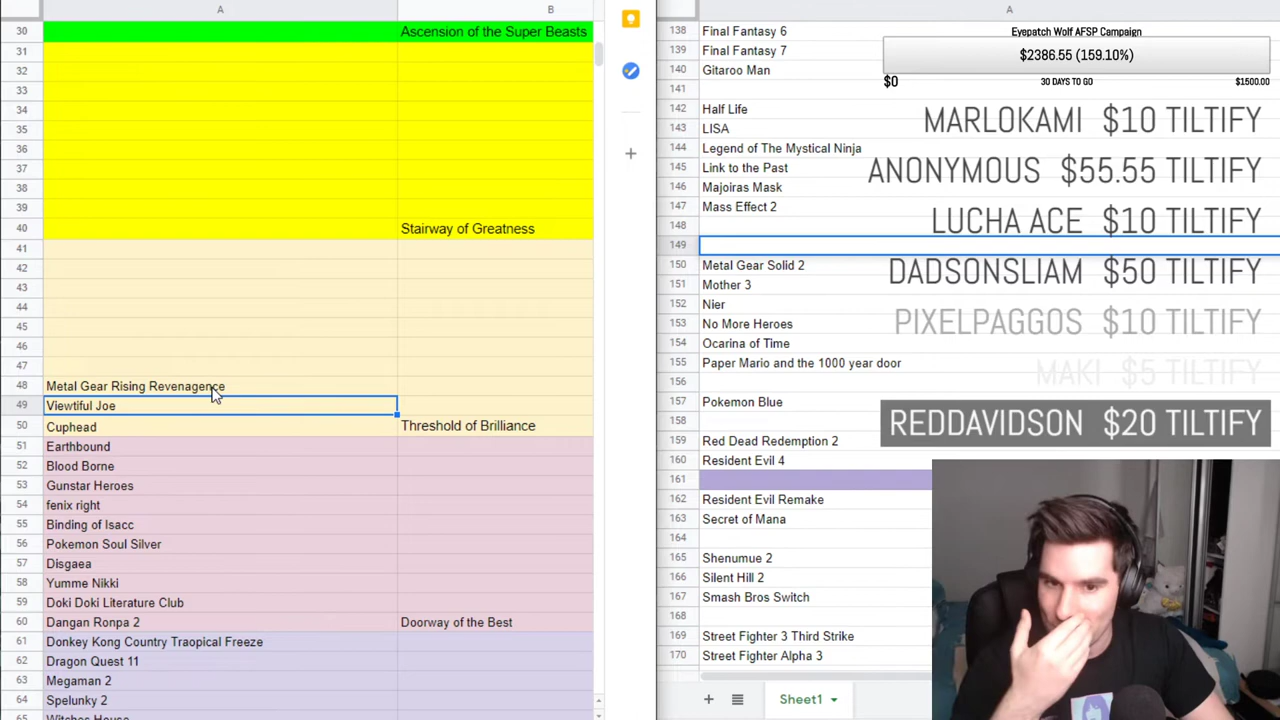 A
B
30
Ascension of the Super Beasts
31
32
33
34
35
36
37
38
39
40
Stairway of Greatness
41
42
43
44
45
46
47
48
Metal Gear Rising Revenagence
49
Viewtiful Joe
50
Cuphead
Threshold of Brilliance
51
Earthbound
52
Blood Borne
53
Gunstar Heroes
54
fenix right
55
Binding of Isacc
56
Pokemon Soul Silver
57
Disgaea
58
Yumme Nikki
59
Doki Doki Literature Club
60
Dangan Ronpa 2
Doorway of the Best
61
Donkey Kong Country Traopical Freeze
62
Dragon Quest 11
63
Megaman 2
64
Spelunky 2
65
Witches House
A
138
Final Fantasy 6
139
Final Fantasy 7
140
Gitaroo Man
141
142
Half Life
143
LISA
144
Legend of The Mystical Ninja
145
Link to the Past
146
Majoiras Mask
147
Mass Effect 2
148
149
150
Metal Gear Solid 2
151
Mother 3
152
Nier
153
No More Heroes
154
Ocarina of Time
155
Paper Mario and the 1000 year door
156
157
Pokemon Blue
158
159
Red Dead Redemption 2
160
Resident Evil 4
161
162
Resident Evil Remake
163
Secret of Mana
164
165
Shenumue 2
166
Silent Hill 2
167
Smash Bros Switch
168
169
Street Fighter 3 Third Strike
170
Street Fighter Alpha 3
Sheet1
Eyepatch Wolf AFSP Campaign
$2386.55 (159.10%)
$0
30 DAYS TO GO
$1500.00
MARLOKAMI $10 TILTIFY
ANONYMOUS $55.55 TILTIFY
LUCHA ACE $10 TILTIFY
DADSONSLIAM $50 TILTIFY
PIXELPAGGOS $10 TILTIFY
MAKI $5 TILTIFY
REDDAVIDSON $20 TILTIFY